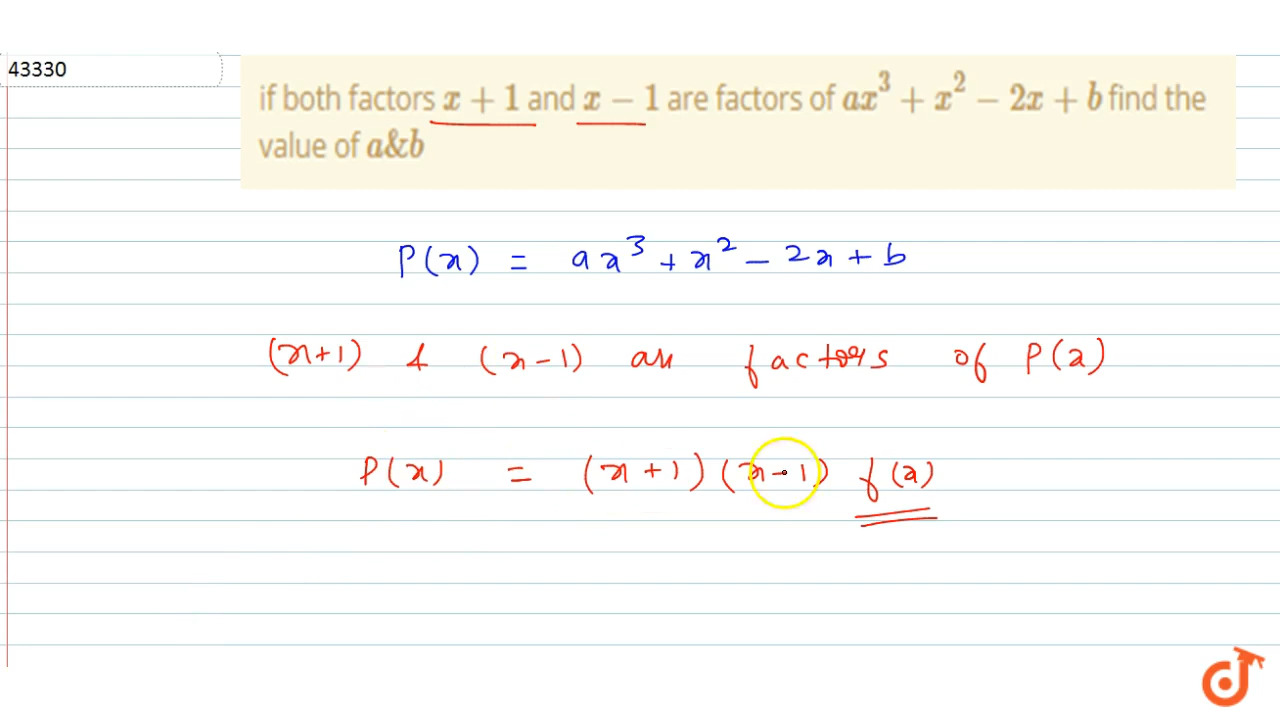 43330
if both factors x + 1 and x − 1 are factors of ax³ + x² − 2x + b find the
value of a&b
P(x) = ax³ + x² − 2x + b
(x+1) & (x−1) are factors of P(x)
P(x) = (x+1)(x−1) f(x)